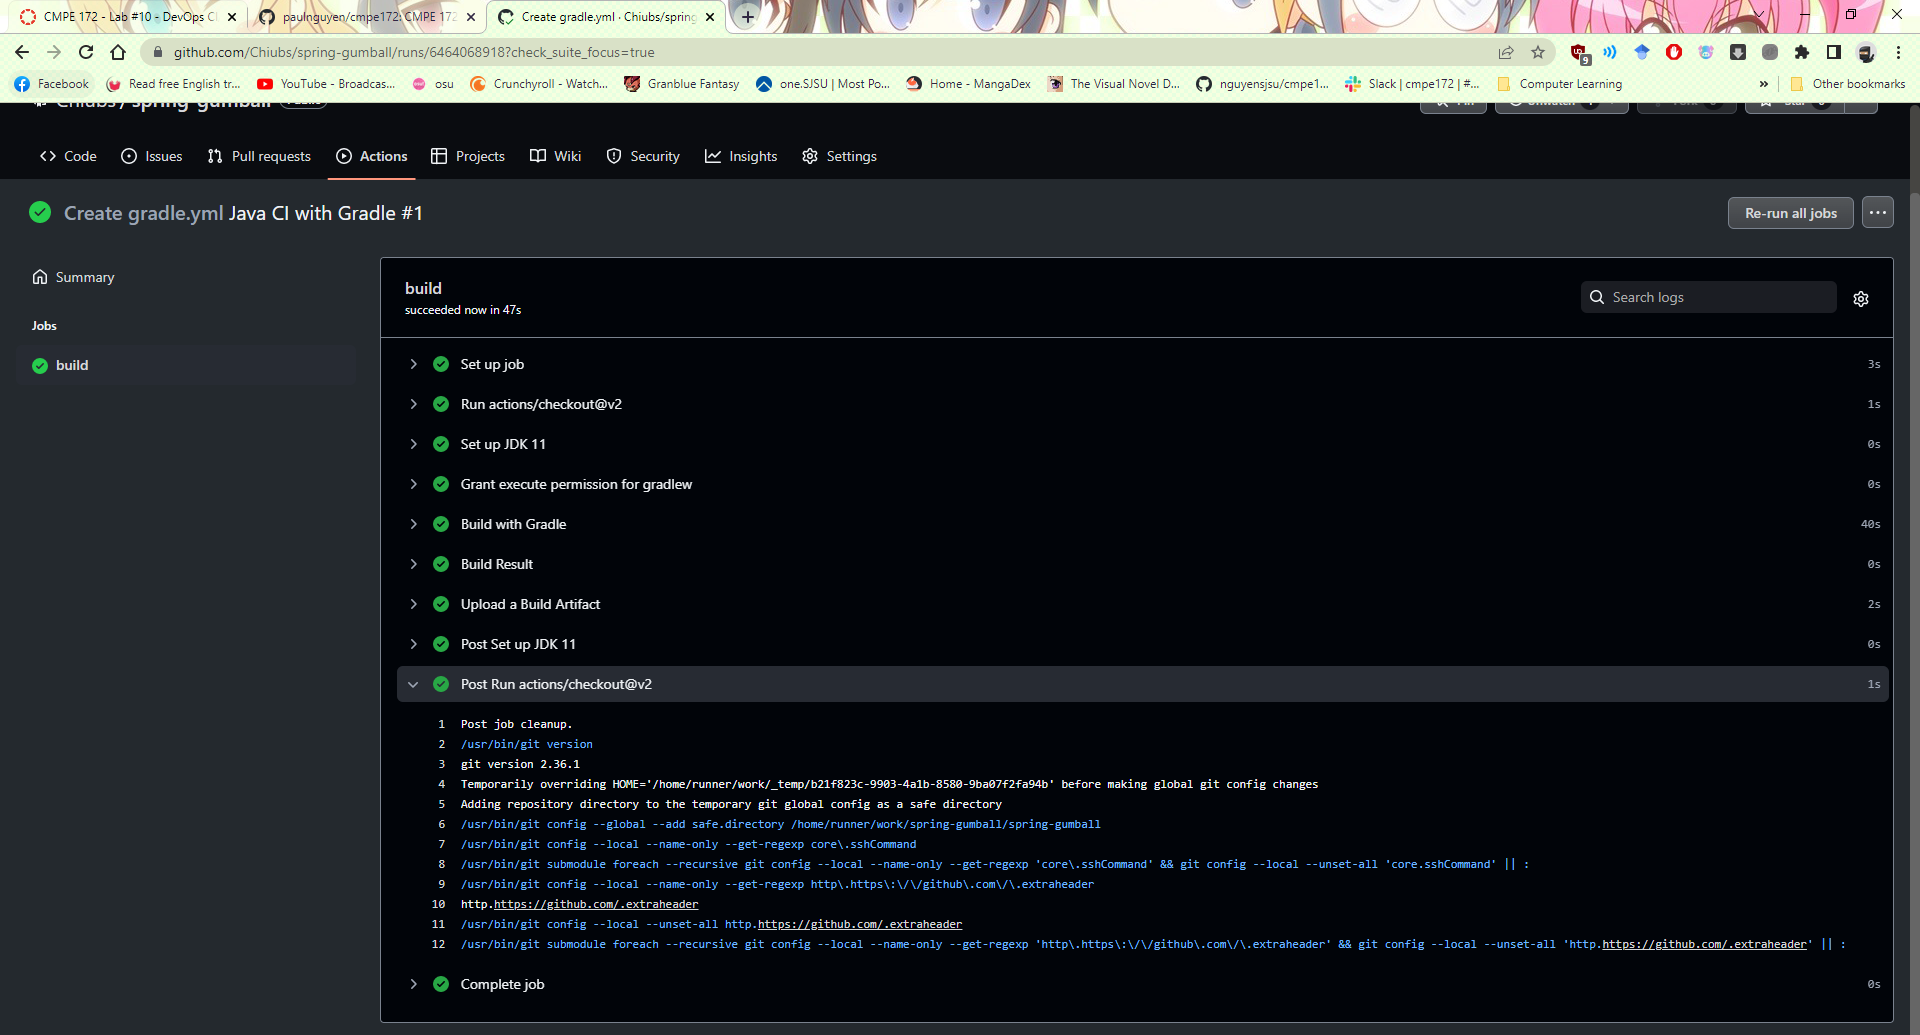 CMPE 172 - Lab #10 - DevOps C
paulnguyen/cmpe172: CMPE 172
Create gradle.yml · Chiubs/spring
github.com/Chiubs/spring-gumball/runs/6464068918?check_suite_focus=true
9
Facebook
Read free English tr...
YouTube - Broadcas...
osu
Crunchyroll - Watch...
Granblue Fantasy
one.SJSU | Most Po...
Home - MangaDex
The Visual Novel D...
nguyensjsu/cmpe1...
Slack | cmpe172 | #...
Computer Learning
»
Other bookmarks
Chiubs / spring-gumball
Code
Issues
Pull requests
Actions
Projects
Wiki
Security
Insights
Settings
Create gradle.yml Java CI with Gradle #1
Re-run all jobs
Summary
Jobs
build
build
succeeded now in 47s
Search logs
Set up job 3s
Run actions/checkout@v2 1s
Set up JDK 11 0s
Grant execute permission for gradlew 0s
Build with Gradle 40s
Build Result 0s
Upload a Build Artifact 2s
Post Set up JDK 11 0s
Post Run actions/checkout@v2 1s
1 Post job cleanup.
2 /usr/bin/git version
3 git version 2.36.1
4 Temporarily overriding HOME='/home/runner/work/_temp/b21f823c-9903-4a1b-8580-9ba07f2fa94b' before making global git config changes
5 Adding repository directory to the temporary git global config as a safe directory
6 /usr/bin/git config --global --add safe.directory /home/runner/work/spring-gumball/spring-gumball
7 /usr/bin/git config --local --name-only --get-regexp core\.sshCommand
8 /usr/bin/git submodule foreach --recursive git config --local --name-only --get-regexp 'core\.sshCommand' && git config --local --unset-all 'core.sshCommand' || :
9 /usr/bin/git config --local --name-only --get-regexp http\.https\:\/\/github\.com\/\.extraheader
10 http.https://github.com/.extraheader
11 /usr/bin/git config --local --unset-all http.https://github.com/.extraheader
12 /usr/bin/git submodule foreach --recursive git config --local --name-only --get-regexp 'http\.https\:\/\/github\.com\/\.extraheader' && git config --local --unset-all 'http.https://github.com/.extraheader' || :
Complete job 0s